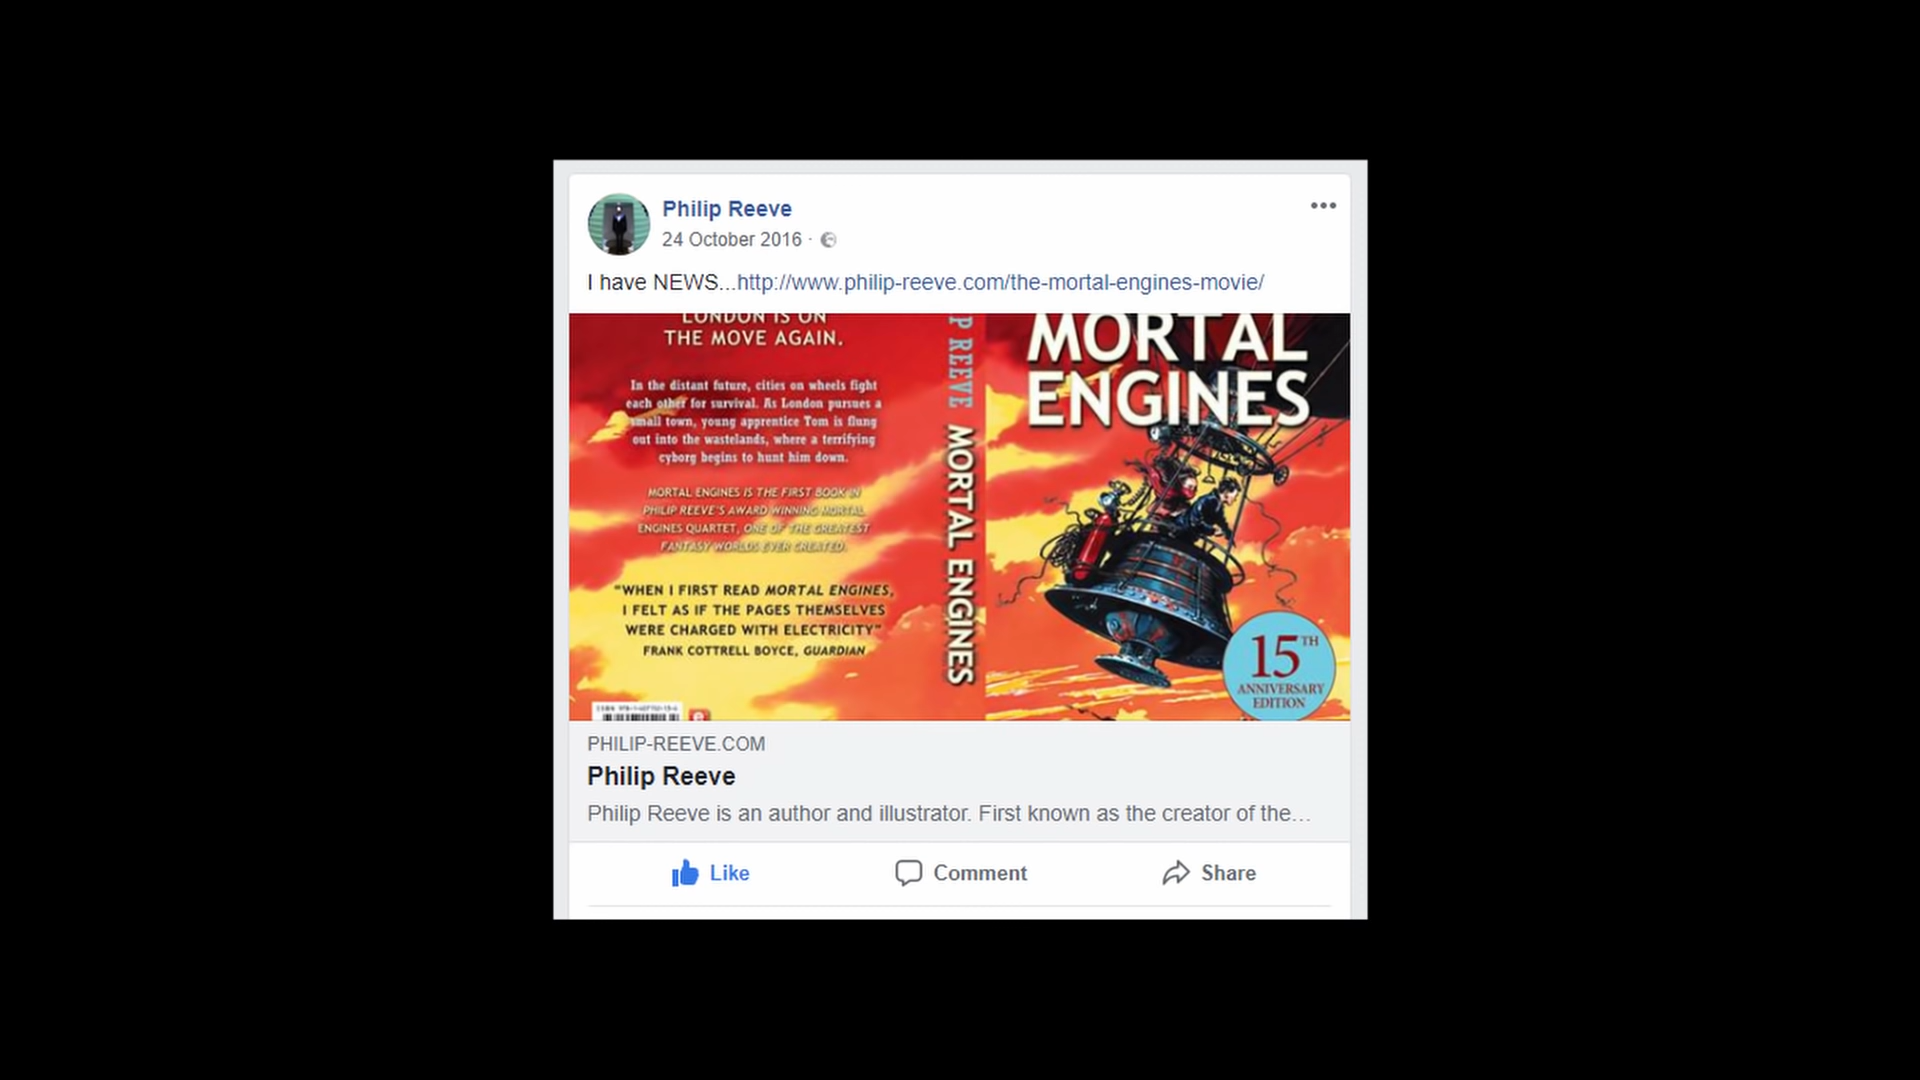 Philip Reeve
24 October 2016 ·
I have NEWS...http://www.philip-reeve.com/the-mortal-engines-movie/
LONDON IS ON
THE MOVE AGAIN.
In the distant future, cities on wheels fight
each other for survival. As London pursues a
small town, young apprentice Tom is flung
out into the wastelands, where a terrifying
cyborg begins to hunt him down.
MORTAL ENGINES IS THE FIRST BOOK IN
PHILIP REEVE'S AWARD WINNING MORTAL
ENGINES QUARTET, ONE OF THE GREATEST
FANTASY WORLDS EVER CREATED.
"WHEN I FIRST READ MORTAL ENGINES,
I FELT AS IF THE PAGES THEMSELVES
WERE CHARGED WITH ELECTRICITY"
FRANK COTTRELL BOYCE, GUARDIAN
P REEVE MORTAL ENGINES
MORTAL
ENGINES
15TH
ANNIVERSARY
EDITION
PHILIP-REEVE.COM
Philip Reeve
Philip Reeve is an author and illustrator. First known as the creator of the...
Like
Comment
Share